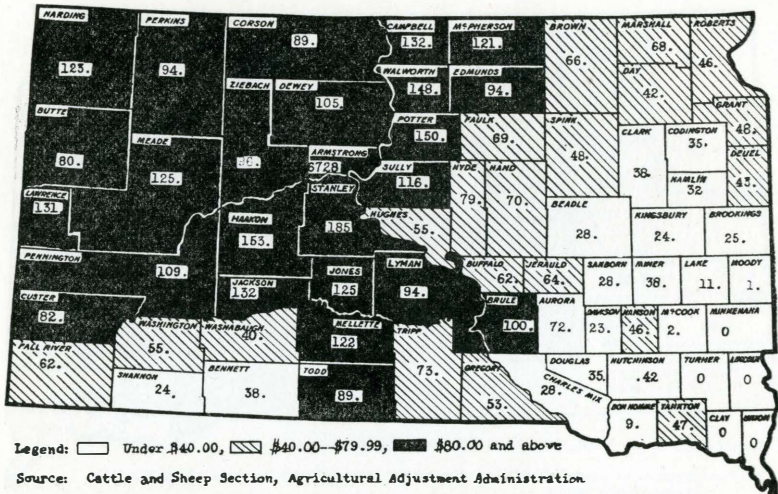 HARDING PERKINS CORSON CAMPBELL McPHERSON BROWN MARSHALL ROBERTS
123. 94. 89. 132. 121. 66. 68. 46.
ZIEBACH DEWEY WALWORTH EDMUNDS DAY GRANT
96. 105. 148. 94. 42. 48.
BUTTE MEADE ARMSTRONG POTTER FAULK SPINK CLARK CODINGTON DEUEL
80. 125. 6728 150. 69. 48. 38. 35. 43.
LAWRENCE HAAKON STANLEY SULLY HYDE HAND BEADLE HAMLIN
131 153. 185 116. 79. 70. 28. 32
HUGHES KINGSBURY BROOKINGS
55. 24. 25.
PENNINGTON JACKSON JONES LYMAN BUFFALO JERAULD SANBORN MINER LAKE MOODY
109. 132 125 94. 62. 64. 28 38 11. 1.
CUSTER WASHINGTON WASHABAUGH MELLETTE TRIPP BRULE AURORA DAVISON HANSON McCOOK MINNEHAHA
82. 55. 40. 122 73. 100. 72 23. 46. 2. 0
FALL RIVER SHANNON BENNETT TODD GREGORY CHARLES MIX DOUGLAS HUTCHINSON TURNER LINCOLN
62. 24. 38. 89. 53. 28. 35. .42 0 0
BON HOMME YANKTON CLAY UNION
9. 47. 0 0
Legend: Under $40.00, $40.00--$79.99, $80.00 and above
Source: Cattle and Sheep Section, Agricultural Adjustment Administration